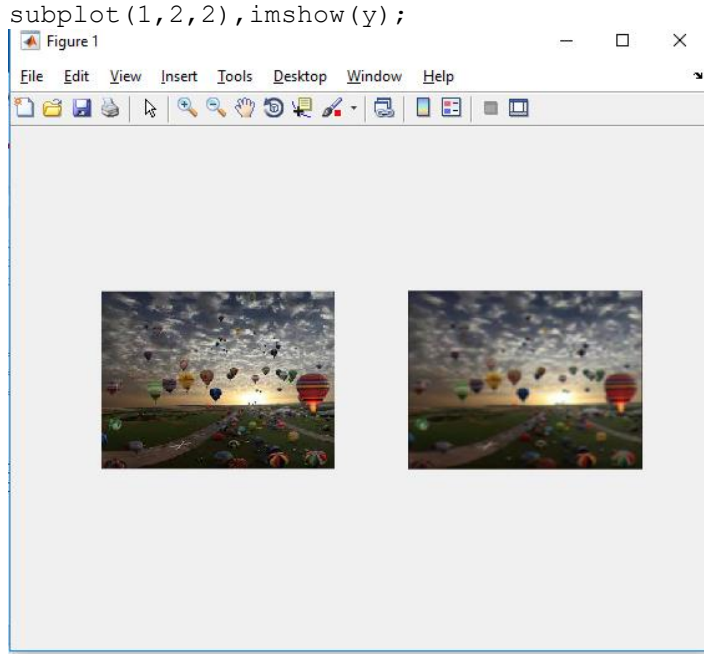 subplot(1,2,2),imshow(y);
Figure 1
File Edit View Insert Tools Desktop Window Help